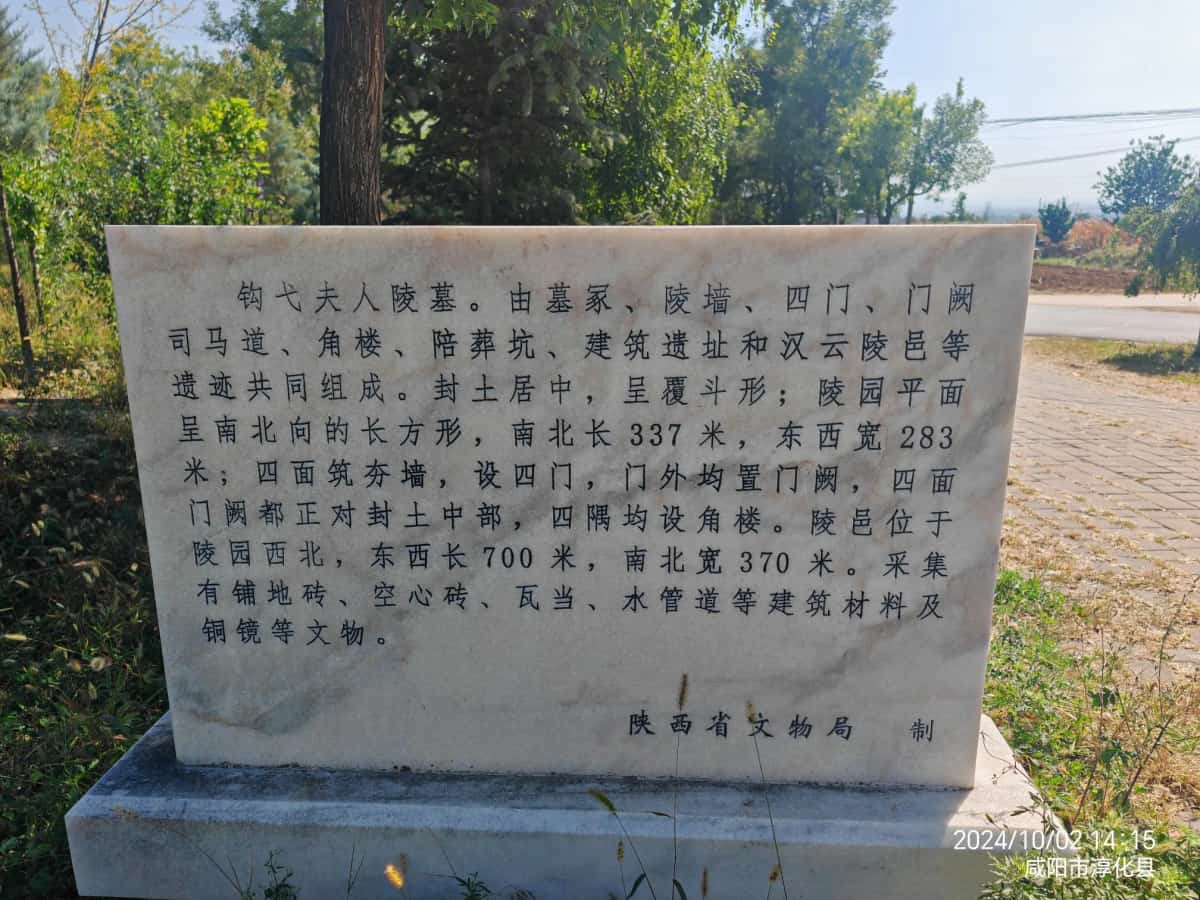 钩弋夫人陵墓。由墓冢、陵墙、四门、门阙
司马道、角楼、陪葬坑、建筑遗址和汉云陵邑等
遗迹共同组成。封土居中，呈覆斗形；陵园平面
呈南北向的长方形，南北长337米，东西宽283
米；四面筑夯墙，设四门，门外均置门阙，四面
门阙都正对封土中部，四隅均设角楼。陵邑位于
陵园西北，东西长700米，南北宽370米。采集
有铺地砖、空心砖、瓦当、水管道等建筑材料及
铜镜等文物。
陕西省文物局 制
2024/10/02 14:15
咸阳市淳化县